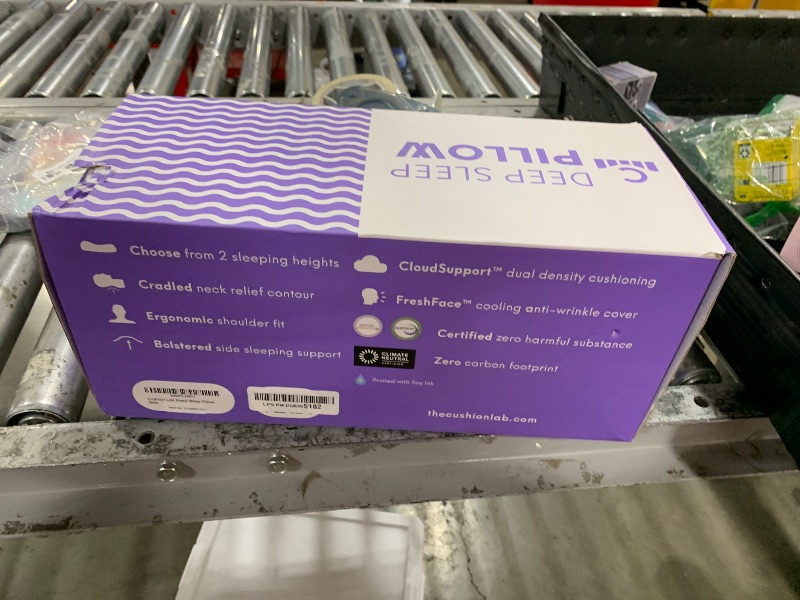 DEEP SLEEP
PILLOW
Choose from 2 sleeping heights
Cradled neck relief contour
Ergonomic shoulder fit
Bolstered side sleeping support
CloudSupport™ dual density cushioning
FreshFace™ cooling anti-wrinkle cover
Certified zero harmful substance
CLIMATE
NEUTRAL
CERTIFIED
Zero carbon footprint
Printed with Soy Ink
thecushionlab.com
5182